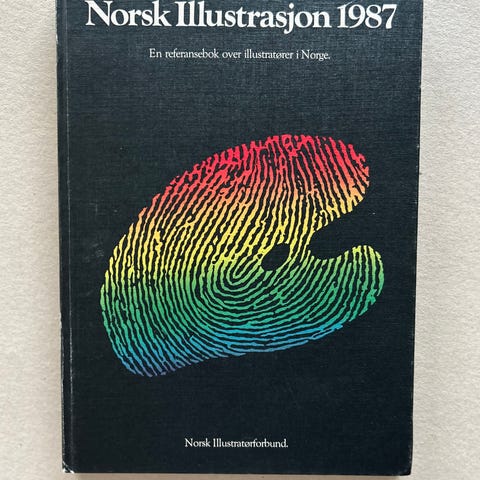 Norsk Illustrasjon 1987
En referansebok over illustratører i Norge.
Norsk Illustratørforbund.